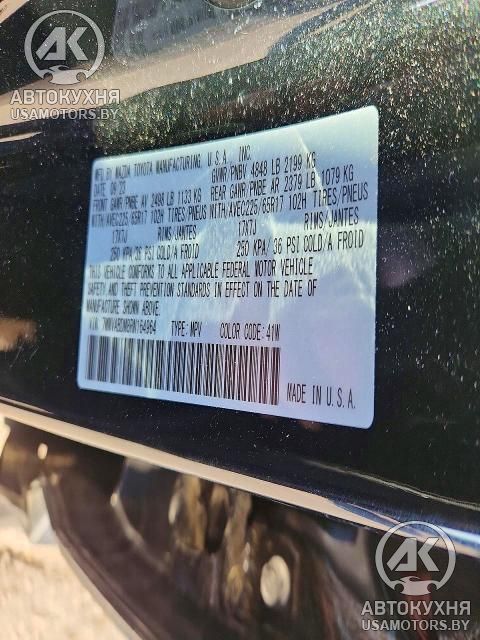 АК
АВТОКУХНЯ
USAMOTORS.BY
MFG.BY MAZDA TOYOTA MANUFACTURING, U.S.A., INC.
DATE 09/23 GVWR/PNBV 4848 LB 2199 KG
FRONT GAWR/PNBE AV 2498 LB 1133 KG REAR GAWR/PNBE AR 2379 LB 1079 KG
WITH/AVEC225/65R17 102H TIRES/PNEUS WITH/AVEC225/65R17 102H TIRES/PNEUS
17X7J RIMS/JANTES 17X7J RIMS/JANTES
250 KPA/36 PSI COLD/A FROID 250 KPA/36 PSI COLD/A FROID
THIS VEHICLE CONFORMS TO ALL APPLICABLE FEDERAL MOTOR VEHICLE
SAFETY AND THEFT PREVENTION STANDARDS IN EFFECT ON THE DATE OF
MANUFACTURE SHOWN ABOVE.
VIN: TYPE: MPV COLOR CODE: 41W
MADE IN U.S.A.
АК
АВТОКУХНЯ
USAMOTORS.BY